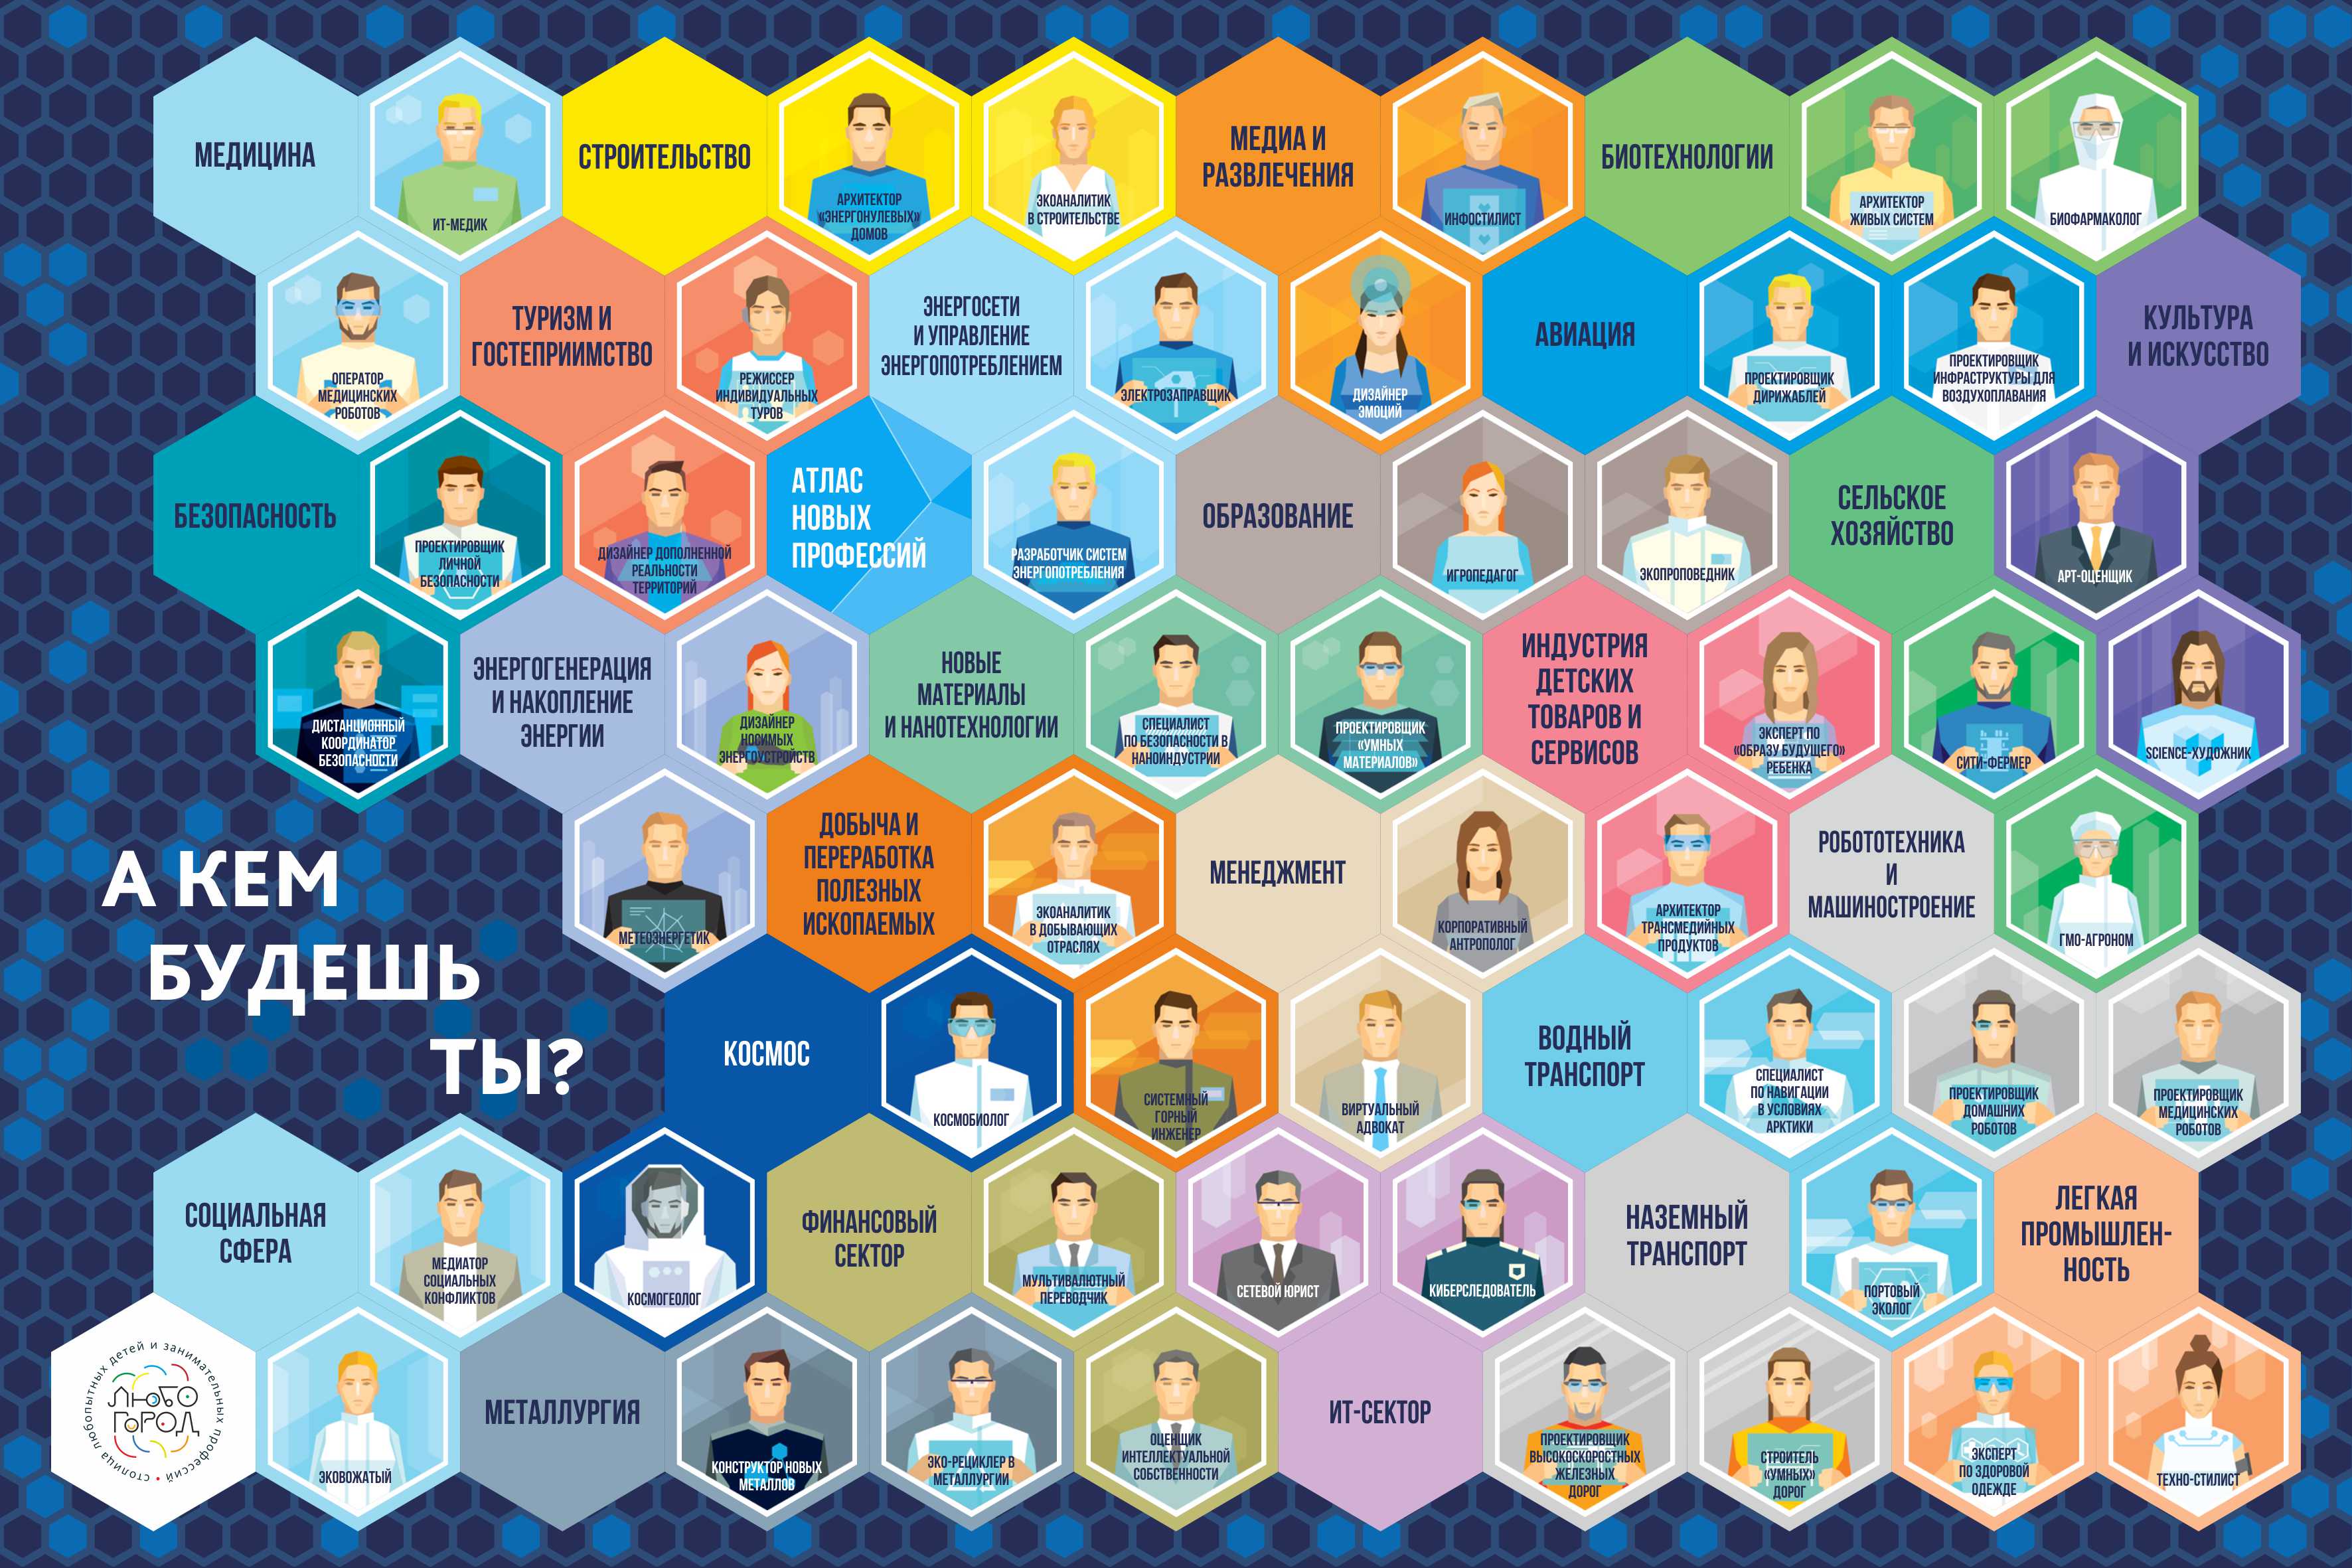 МЕДИЦИНА
ИТ-МЕДИК
СТРОИТЕЛЬСТВО
АРХИТЕКТОР
«ЭНЕРГОНУЛЕВЫХ»
ДОМОВ
ЭКОАНАЛИТИК
В СТРОИТЕЛЬСТВЕ
МЕДИА И
РАЗВЛЕЧЕНИЯ
ИНФОСТИЛИСТ
БИОТЕХНОЛОГИИ
АРХИТЕКТОР
ЖИВЫХ СИСТЕМ
БИОФАРМАКОЛОГ
ОПЕРАТОР
МЕДИЦИНСКИХ
РОБОТОВ
ТУРИЗМ И
ГОСТЕПРИИМСТВО
РЕЖИССЕР
ИНДИВИДУАЛЬНЫХ
ТУРОВ
ЭНЕРГОСЕТИ
И УПРАВЛЕНИЕ
ЭНЕРГОПОТРЕБЛЕНИЕМ
ЭЛЕКТРОЗАПРАВЩИК
ДИЗАЙНЕР
ЭМОЦИЙ
АВИАЦИЯ
ПРОЕКТИРОВЩИК
ДИРИЖАБЛЕЙ
ПРОЕКТИРОВЩИК
ИНФРАСТРУКТУРЫ ДЛЯ
ВОЗДУХОПЛАВАНИЯ
КУЛЬТУРА
И ИСКУССТВО
БЕЗОПАСНОСТЬ
ПРОЕКТИРОВЩИК
ЛИЧНОЙ
БЕЗОПАСНОСТИ
ДИЗАЙНЕР ДОПОЛНЕННОЙ
РЕАЛЬНОСТИ
ТЕРРИТОРИЙ
АТЛАС
НОВЫХ
ПРОФЕССИЙ
РАЗРАБОТЧИК СИСТЕМ
ЭНЕРГОПОТРЕБЛЕНИЯ
ОБРАЗОВАНИЕ
ИГРОПЕДАГОГ
ЭКОПРОПОВЕДНИК
СЕЛЬСКОЕ
ХОЗЯЙСТВО
АРТ-ОЦЕНЩИК
ДИСТАНЦИОННЫЙ
КООРДИНАТОР
БЕЗОПАСНОСТИ
ЭНЕРГОГЕНЕРАЦИЯ
И НАКОПЛЕНИЕ
ЭНЕРГИИ
ДИЗАЙНЕР
НОСИМЫХ
ЭНЕРГОУСТРОЙСТВ
НОВЫЕ
МАТЕРИАЛЫ
И НАНОТЕХНОЛОГИИ
СПЕЦИАЛИСТ
ПО БЕЗОПАСНОСТИ В
НАНОИНДУСТРИИ
ПРОЕКТИРОВЩИК
«УМНЫХ
МАТЕРИАЛОВ»
ИНДУСТРИЯ
ДЕТСКИХ
ТОВАРОВ И
СЕРВИСОВ
ЭКСПЕРТ ПО
«ОБРАЗУ БУДУЩЕГО»
РЕБЕНКА
СИТИ-ФЕРМЕР
SCIENCE-ХУДОЖНИК
А КЕМ
БУДЕШЬ
ТЫ?
МЕТЕОЭНЕРГЕТИК
ДОБЫЧА И
ПЕРЕРАБОТКА
ПОЛЕЗНЫХ
ИСКОПАЕМЫХ
ЭКОАНАЛИТИК
В ДОБЫВАЮЩИХ
ОТРАСЛЯХ
МЕНЕДЖМЕНТ
КОРПОРАТИВНЫЙ
АНТРОПОЛОГ
АРХИТЕКТОР
ТРАНСМЕДИЙНЫХ
ПРОДУКТОВ
РОБОТОТЕХНИКА
И
МАШИНОСТРОЕНИЕ
ГМО-АГРОНОМ
КОСМОС
КОСМОБИОЛОГ
СИСТЕМНЫЙ
ГОРНЫЙ
ИНЖЕНЕР
ВИРТУАЛЬНЫЙ
АДВОКАТ
ВОДНЫЙ
ТРАНСПОРТ
СПЕЦИАЛИСТ
ПО НАВИГАЦИИ
В УСЛОВИЯХ
АРКТИКИ
ПРОЕКТИРОВЩИК
ДОМАШНИХ
РОБОТОВ
ПРОЕКТИРОВЩИК
МЕДИЦИНСКИХ
РОБОТОВ
СОЦИАЛЬНАЯ
СФЕРА
МЕДИАТОР
СОЦИАЛЬНЫХ
КОНФЛИКТОВ
КОСМОГЕОЛОГ
ФИНАНСОВЫЙ
СЕКТОР
МУЛЬТИВАЛЮТНЫЙ
ПЕРЕВОДЧИК
СЕТЕВОЙ ЮРИСТ
КИБЕРСЛЕДОВАТЕЛЬ
НАЗЕМНЫЙ
ТРАНСПОРТ
ПОРТОВЫЙ
ЭКОЛОГ
ЛЕГКАЯ
ПРОМЫШЛЕН-
НОСТЬ
столица любопытных детей и занимательных профессий •
ЛЮБО
ГОРОД
ЭКОВОЖАТЫЙ
МЕТАЛЛУРГИЯ
КОНСТРУКТОР НОВЫХ
МЕТАЛЛОВ
ЭКО-РЕЦИКЛЕР В
МЕТАЛЛУРГИИ
ОЦЕНЩИК
ИНТЕЛЛЕКТУАЛЬНОЙ
СОБСТВЕННОСТИ
ИТ-СЕКТОР
ПРОЕКТИРОВЩИК
ВЫСОКОСКОРОСТНЫХ
ЖЕЛЕЗНЫХ
ДОРОГ
СТРОИТЕЛЬ
«УМНЫХ»
ДОРОГ
ЭКСПЕРТ
ПО ЗДОРОВОЙ
ОДЕЖДЕ
ТЕХНО-СТИЛИСТ